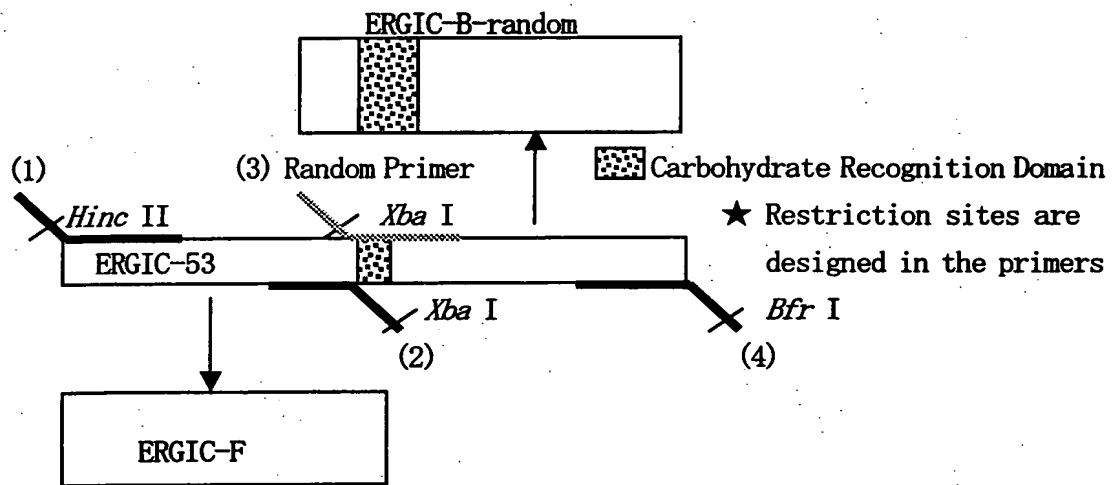 ERGIC-B-random
(1)
(3) Random Primer
Carbohydrate Recognition Domain
Hinc II
Xba I
★ Restriction sites are
designed in the primers
ERGIC-53
Xba I
Bfr I
(2)
(4)
ERGIC-F